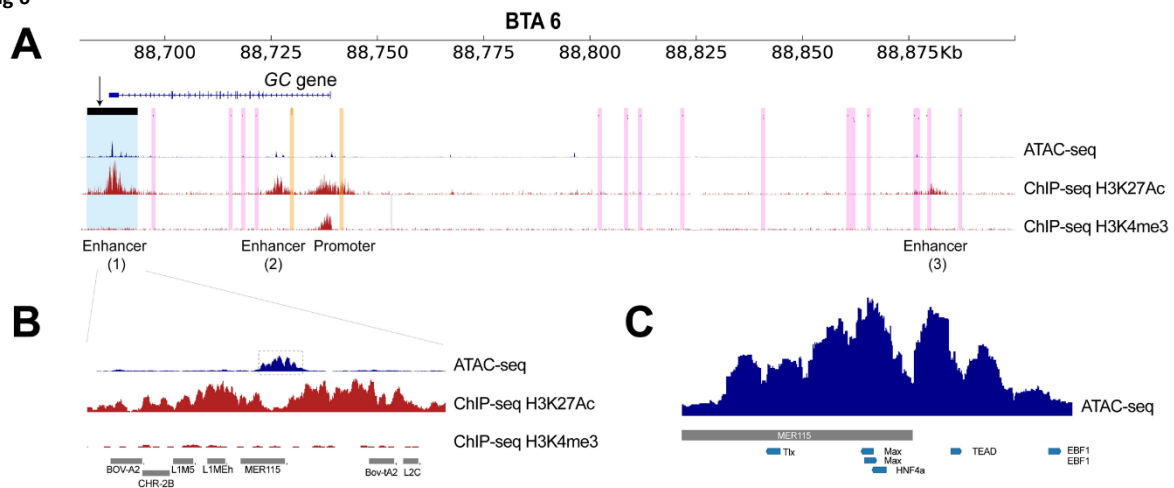 BTA 6
A
88,700 88,725 88,750 88,775 88,800 88,825 88,850 88,875Kb
GC gene
ATAC-seq
ChIP-seq H3K27Ac
ChIP-seq H3K4me3
Enhancer Enhancer Promoter Enhancer
(1) (2) (3)
B
ATAC-seq
ChIP-seq H3K27Ac
ChIP-seq H3K4me3
BOV-A2 L1M5 L1MEh MER115 Bov-tA2 L2C
CHR-2B
C
ATAC-seq
MER115
Tlx Max TEAD EBF1
Max EBF1
HNF4a